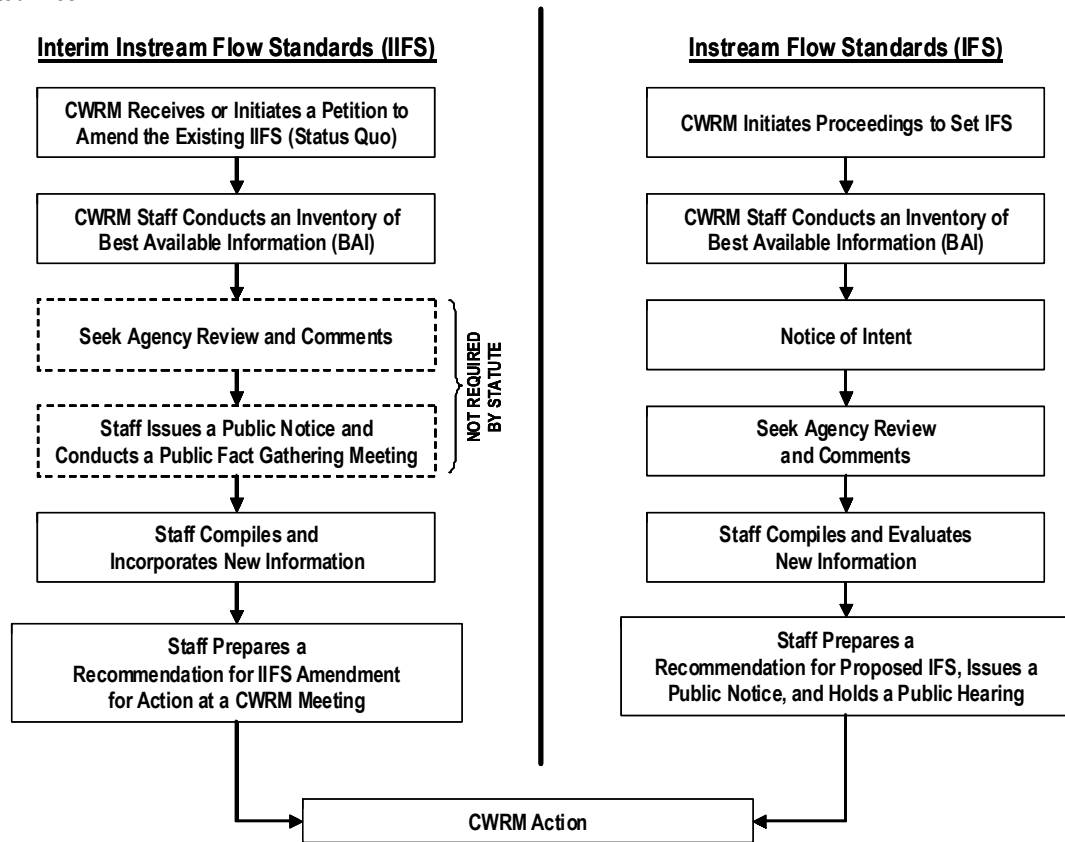 Interim Instream Flow Standards (IIFS)
CWRM Receives or Initiates a Petition to
Amend the Existing IIFS (Status Quo)
CWRM Staff Conducts an Inventory of
Best Available Information (BAI)
Seek Agency Review and Comments
Staff Issues a Public Notice and
Conducts a Public Fact Gathering Meeting
NOT REQUIRED
BY STATUTE
Staff Compiles and
Incorporates New Information
Staff Prepares a
Recommendation for IIFS Amendment
for Action at a CWRM Meeting
Instream Flow Standards (IFS)
CWRM Initiates Proceedings to Set IFS
CWRM Staff Conducts an Inventory of
Best Available Information (BAI)
Notice of Intent
Seek Agency Review
and Comments
Staff Compiles and Evaluates
New Information
Staff Prepares a
Recommendation for Proposed IFS, Issues a
Public Notice, and Holds a Public Hearing
CWRM Action